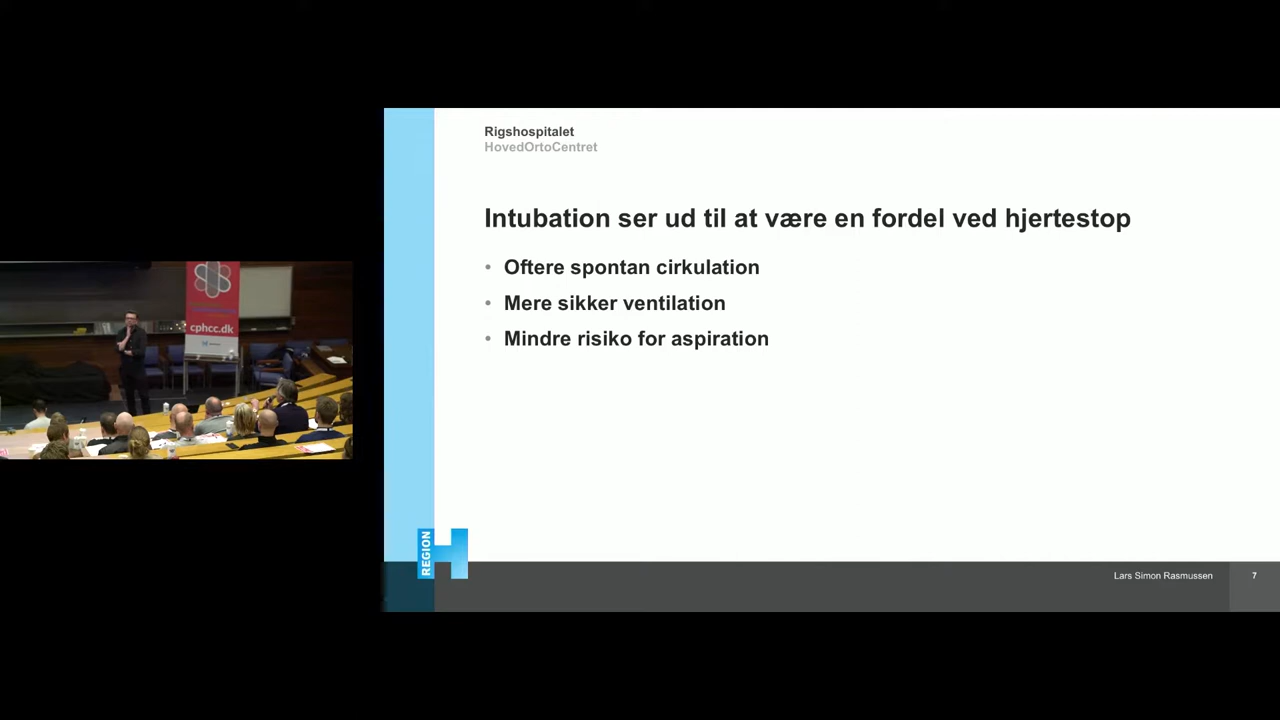 Rigshospitalet
HovedOrtoCentret
Intubation ser ud til at være en fordel ved hjertestop
• Oftere spontan cirkulation
• Mere sikker ventilation
• Mindre risiko for aspiration
cphcc.dk
REGION
H
Lars Simon Rasmussen
7